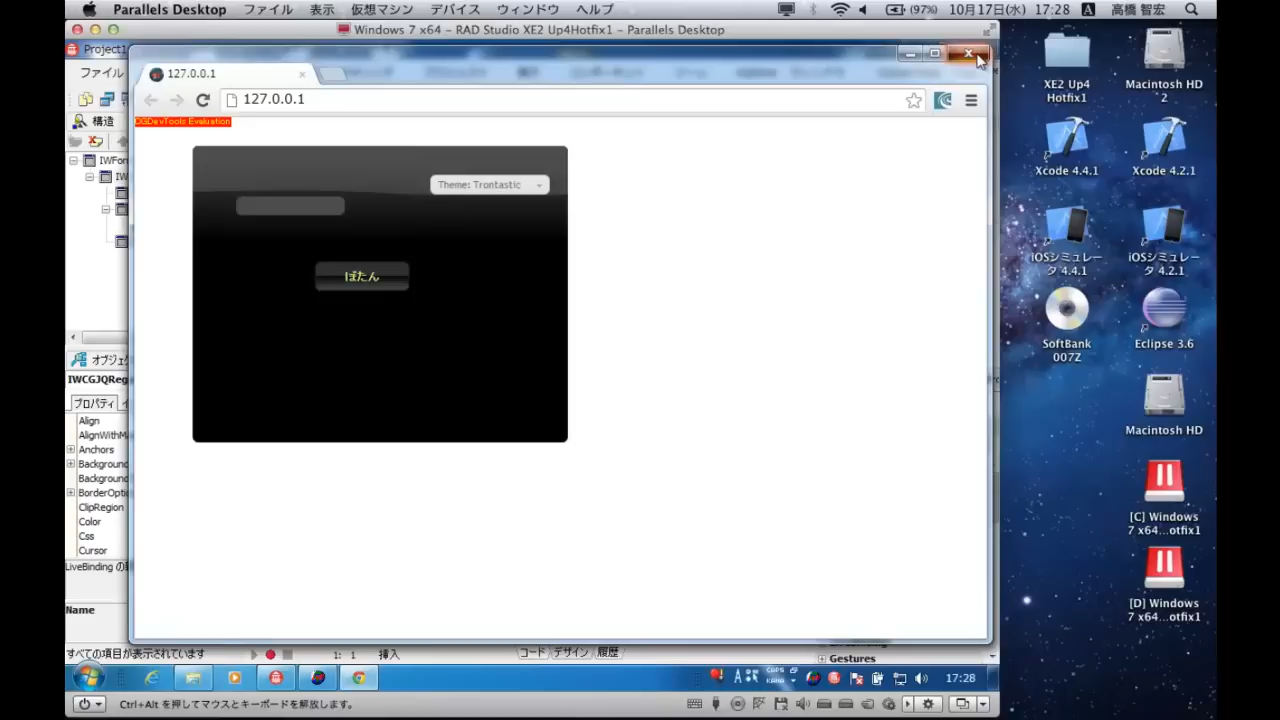 Parallels Desktop ファイル 表示 仮想マシン デバイス ウィンドウ ヘルプ (97%) 10月17日(水) 17:28 A 高橋 智宏
Windows 7 x64 – RAD Studio XE2 Up4Hotfix1 – Parallels Desktop
Project1
ファイル
127.0.0.1
127.0.0.1
CGDevTools Evaluation
構造
IWFon
IW
Theme: Trontastic
ぼたん
オブジェク
IWCGJQReg
プロパティ
Align
AlignWithMa
Anchors
Background
Background
BorderOptio
ClipRegion
Color
Css
Cursor
LiveBinding の新
Name
すべての項目が表示されています
1: 1 挿入
コード デザイン 履歴
Gestures
CAPS
KANA
17:28
Ctrl+Alt を押してマウスとキーボードを解放します。
XE2 Up4
Hotfix1
Macintosh HD
2
Xcode 4.4.1
Xcode 4.2.1
iOSシミュレー
タ 4.4.1
iOSシミュレー
タ 4.2.1
SoftBank
007Z
Eclipse 3.6
Macintosh HD
[C] Windows
7 x64...otfix1
[D] Windows
7 x64...otfix1